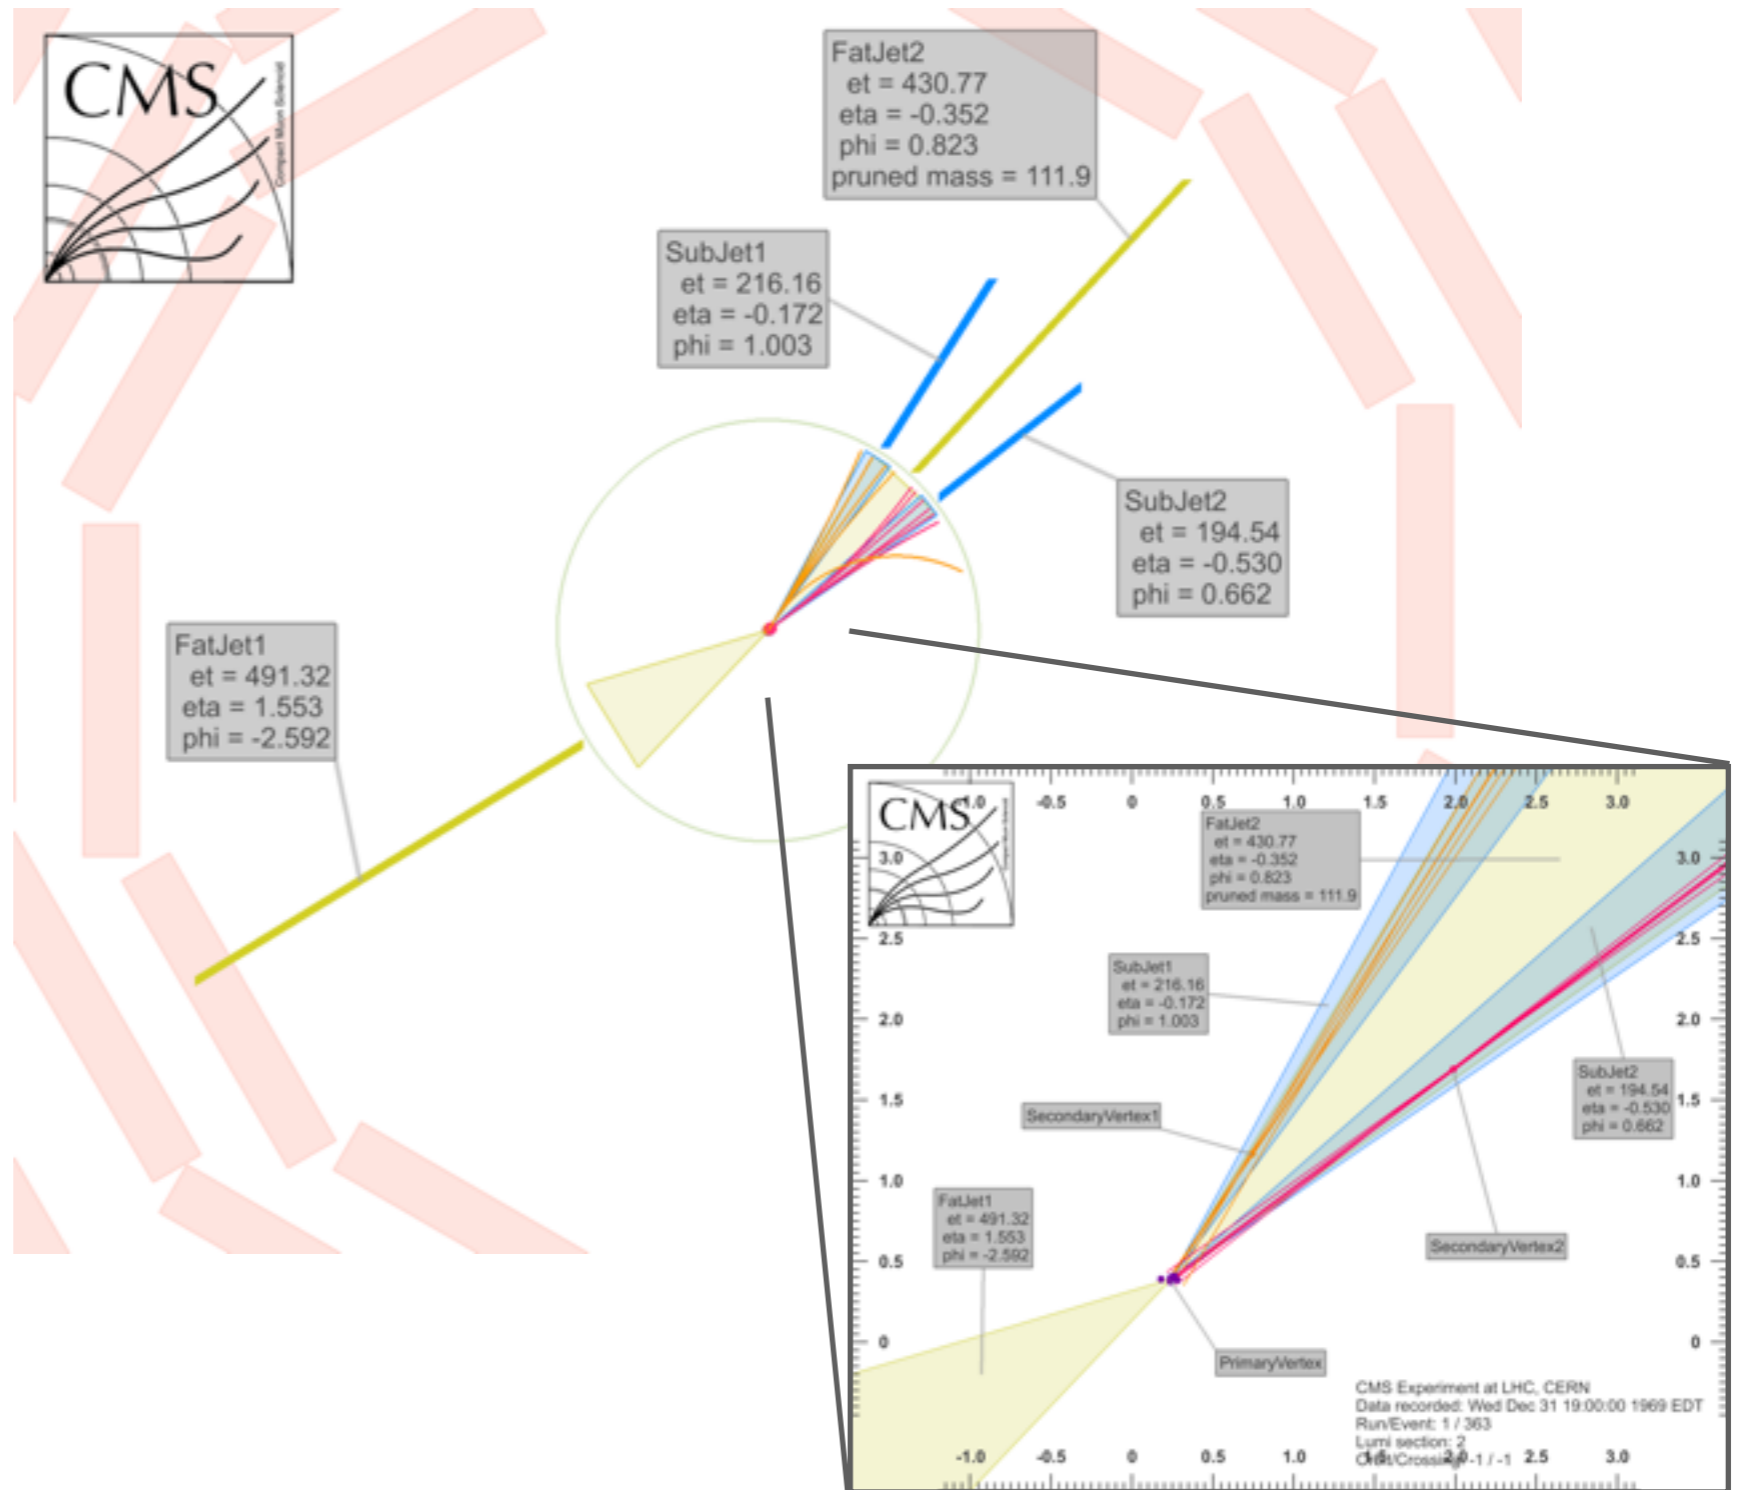 CMS
Compact Muon Solenoid
FatJet2
et = 430.77
eta = -0.352
phi = 0.823
pruned mass = 111.9
SubJet1
et = 216.16
eta = -0.172
phi = 1.003
SubJet2
et = 194.54
eta = -0.530
phi = 0.662
FatJet1
et = 491.32
eta = 1.553
phi = -2.592
CMS
-0.5 0 0.5 1.0 1.5 2.0 2.5 3.0
FatJet2
et = 430.77
eta = -0.352
phi = 0.823
pruned mass = 111.9
3.0 3.0
2.5 2.5
SubJet1
et = 216.16
eta = -0.172
phi = 1.003
2.0 2.0
SubJet2
et = 194.54
eta = -0.530
phi = 0.662
1.5 1.5
SecondaryVertex1
1.0 1.0
FatJet1
et = 491.32
eta = 1.553
phi = -2.592
SecondaryVertex2
0.5 0.5
0 0
PrimaryVertex
CMS Experiment at LHC, CERN
Data recorded: Wed Dec 31 19:00:00 1969 EDT
Run/Event: 1 / 363
Lumi section: 2
Orbit/Crossing: -1 / -1
-1.0 -0.5 0 0.5 1.0 1.5 2.0 2.5 3.0